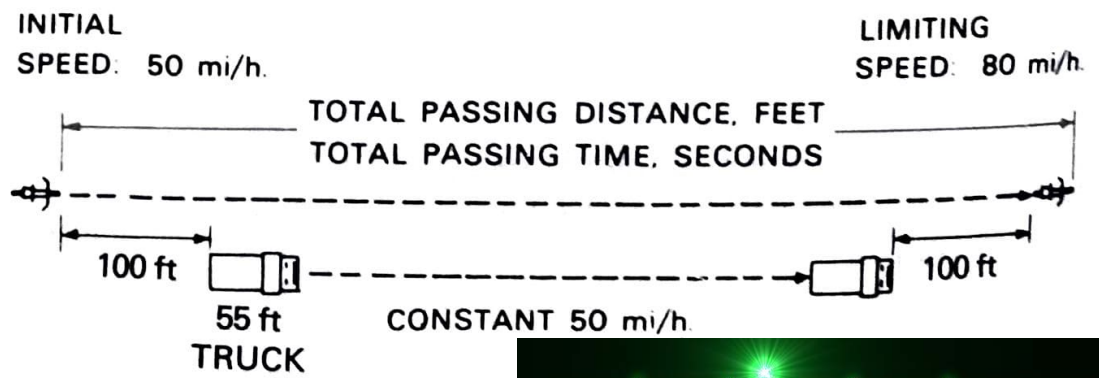 INITIAL
SPEED: 50 mi/h.
LIMITING
SPEED: 80 mi/h.
TOTAL PASSING DISTANCE, FEET
TOTAL PASSING TIME, SECONDS
100 ft
100 ft
55 ft
TRUCK
CONSTANT 50 mi/h.